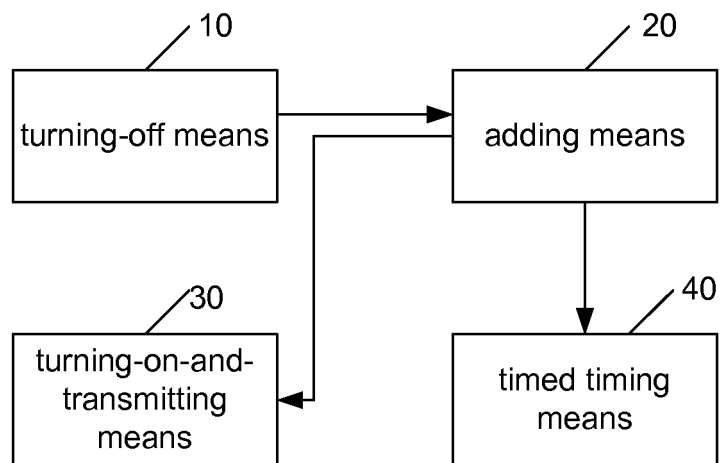 10
20
turning-off means
adding means
30
40
turning-on-and-
transmitting
means
timed timing
means